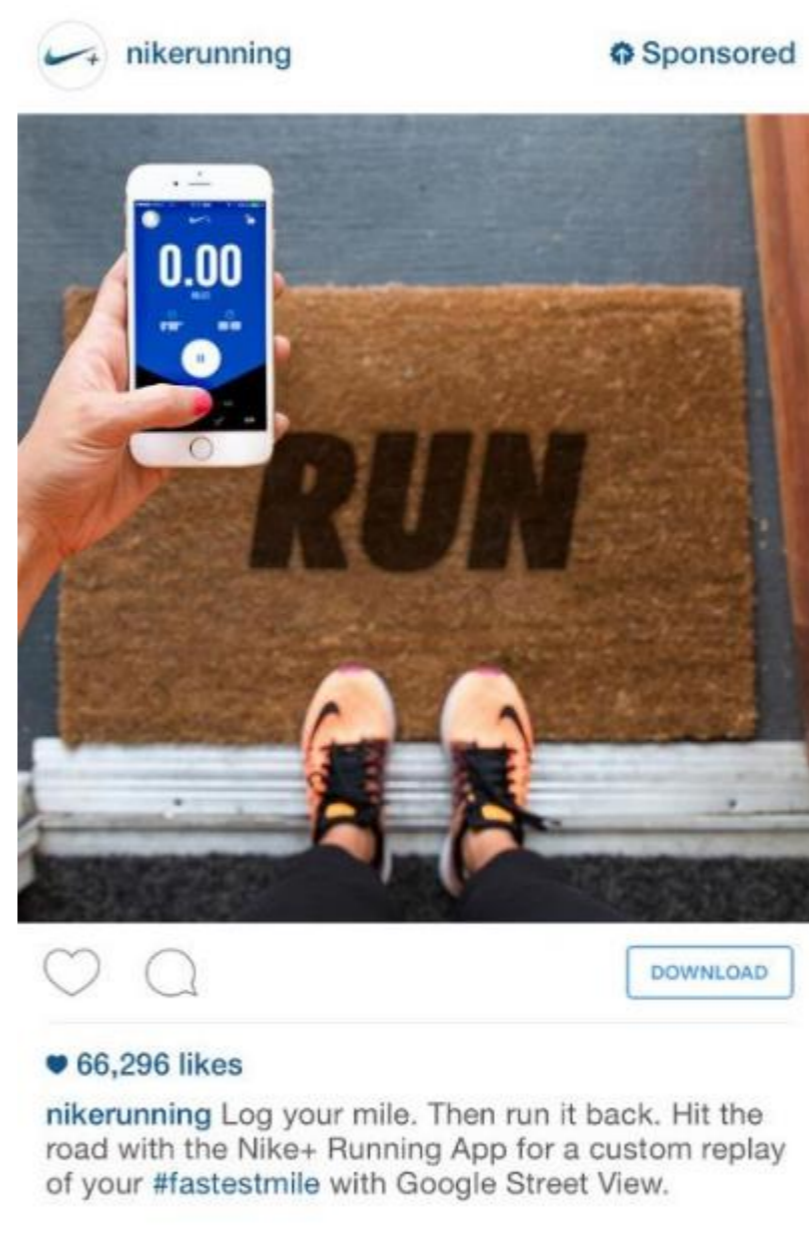 nikerunning
Sponsored
0.00
RUN
DOWNLOAD
66,296 likes
nikerunning Log your mile. Then run it back. Hit the
road with the Nike+ Running App for a custom replay
of your #fastestmile with Google Street View.